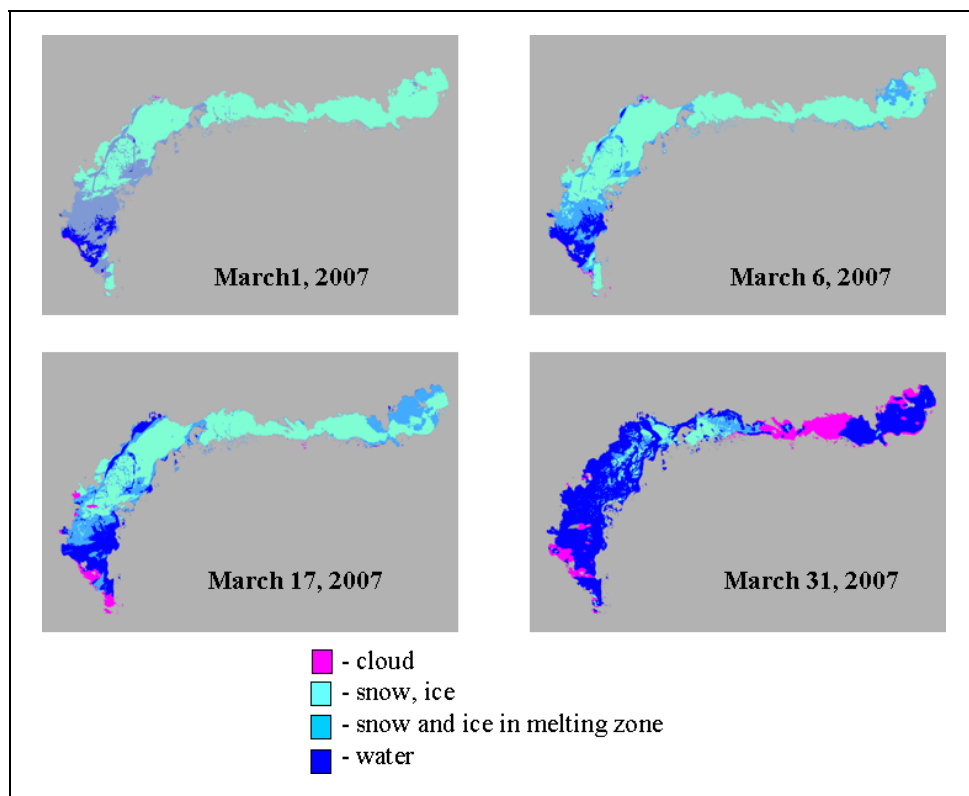 March1, 2007
March 6, 2007
March 17, 2007
March 31, 2007
- cloud
- snow, ice
- snow and ice in melting zone
- water